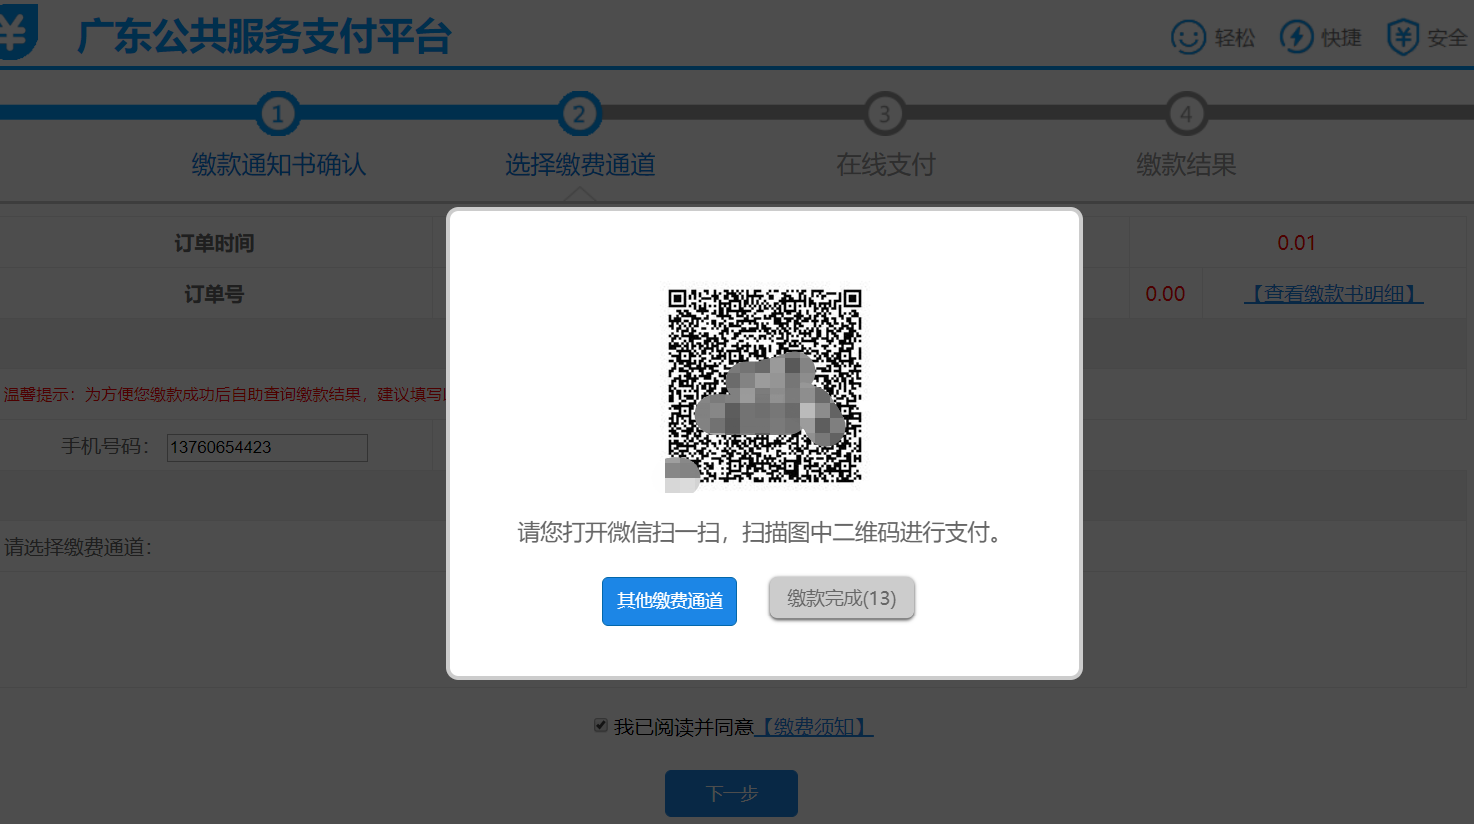 广东公共服务支付平台
轻松 快捷 安全
1 2 3 4
缴款通知书确认 选择缴费通道 在线支付 缴款结果
订单时间 0.01
订单号 0.00 【查看缴款书明细】
温馨提示：为方便您缴款成功后自助查询缴款结果，建议填写
手机号码： 13760654423
请选择缴费通道：
请您打开微信扫一扫，扫描图中二维码进行支付。
其他缴费通道 缴款完成(13)
我已阅读并同意【缴费须知】
下一步